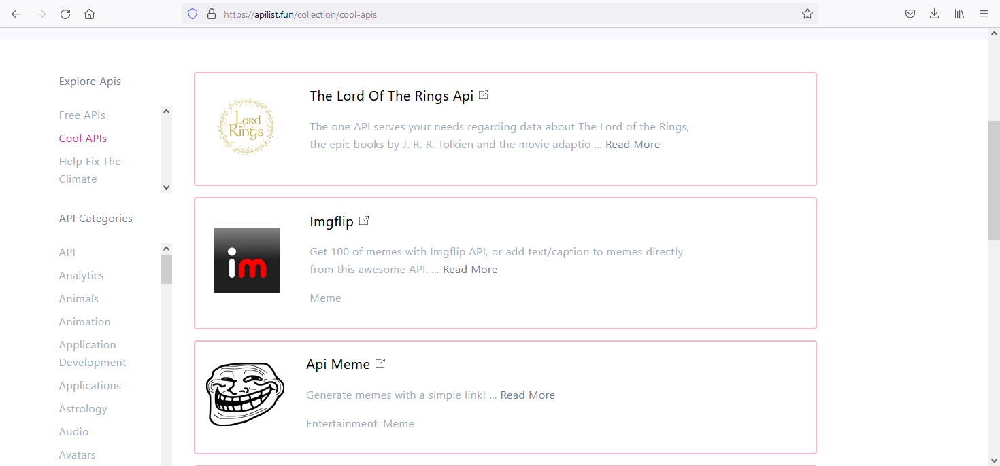 https://apilist.fun/collection/cool-apis
Explore Apis
Free APIs
Cool APIs
Help Fix The
Climate
API Categories
API
Analytics
Animals
Animation
Application
Development
Applications
Astrology
Audio
Avatars
Lord
of the
Rings
The Lord Of The Rings Api
The one API serves your needs regarding data about The Lord of the Rings,
the epic books by J. R. R. Tolkien and the movie adaptio ... Read More
im
Imgflip
Get 100 of memes with Imgflip API, or add text/caption to memes directly
from this awesome API. ... Read More
Meme
Api Meme
Generate memes with a simple link! ... Read More
Entertainment Meme